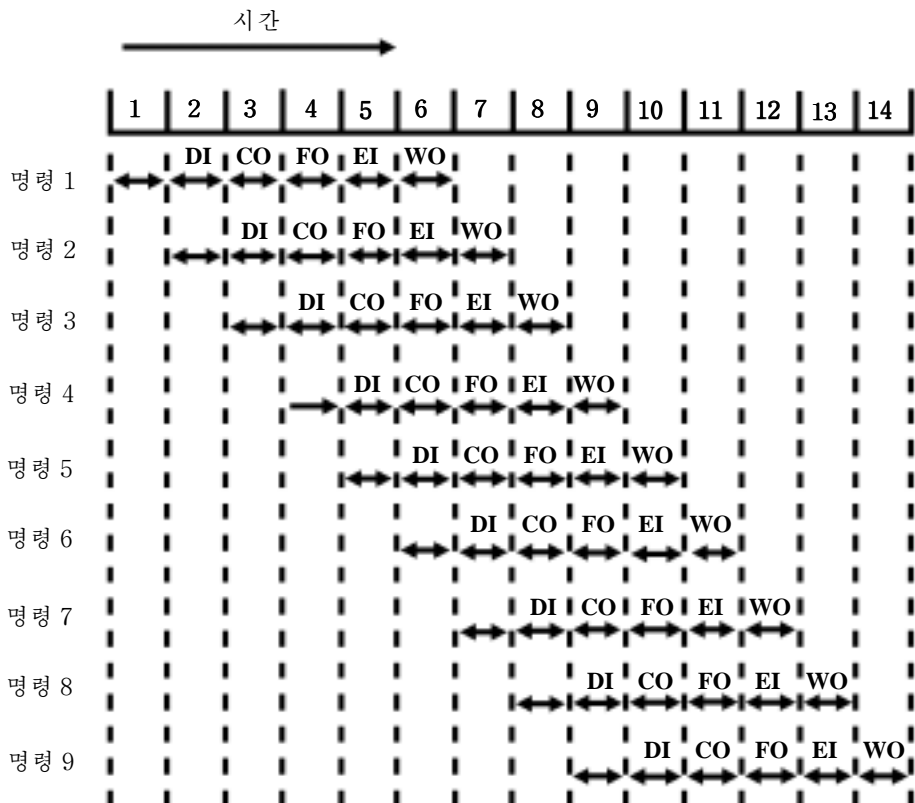 시간
1 2 3 4 5 6 7 8 9 10 11 12 13 14
명령 1 DI CO FO EI WO
명령 2 DI CO FO EI WO
명령 3 DI CO FO EI WO
명령 4 DI CO FO EI WO
명령 5 DI CO FO EI WO
명령 6 DI CO FO EI WO
명령 7 DI CO FO EI WO
명령 8 DI CO FO EI WO
명령 9 DI CO FO EI WO